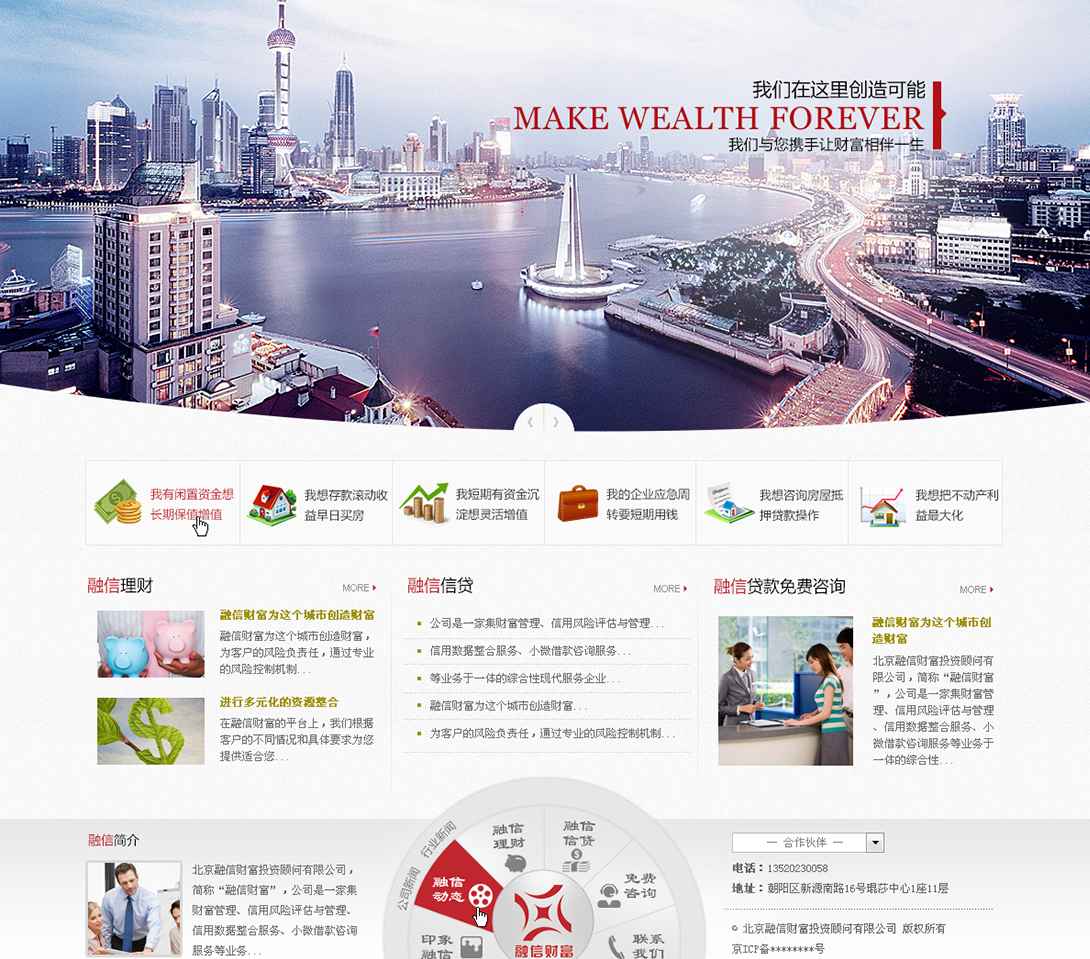 我们在这里创造可能
MAKE WEALTH FOREVER
我们与您携手让财富相伴一生
我有闲置资金想
长期保值增值
我想存款滚动收
益早日买房
我短期有资金沉
淀想灵活增值
我的企业应急周
转要短期用钱
我想咨询房屋抵
押贷款操作
我想把不动产利
益最大化
融信理财
MORE
融信财富为这个城市创造财富
融信财富为这个城市创造财富，
为客户的风险负责任，通过专业
的风险控制机制...
进行多元化的资源整合
在融信财富的平台上，我们根据
客户的不同情况和具体要求为您
提供适合您...
融信信贷
MORE
公司是一家集财富管理、信用风险评估与管理...
信用数据整合服务、小微借款咨询服务...
等业务于一体的综合性现代服务企业...
融信财富为这个城市创造财富...
为客户的风险负责任，通过专业的风险控制机制...
融信贷款免费咨询
MORE
融信财富为这个城市创
造财富
北京融信财富投资顾问有
限公司，简称“融信财富
”，公司是一家集财富管
理、信用风险评估与管理
、信用数据整合服务、小
微借款咨询服务等业务于
一体的综合性...
融信简介
北京融信财富投资顾问有限公司，
简称“融信财富”，公司是一家集
财富管理、信用风险评估与管理、
信用数据整合服务、小微借款咨询
服务等业务...
公司新闻
行业新闻
融信
理财
融信
信贷
融信
动态
免费
咨询
印象
融信
联系
我们
融信财富
— 合作伙伴 —
电话：13520230058
地址：朝阳区新源南路16号琨莎中心1座11层
© 北京融信财富投资顾问有限公司 版权所有
京ICP备********号